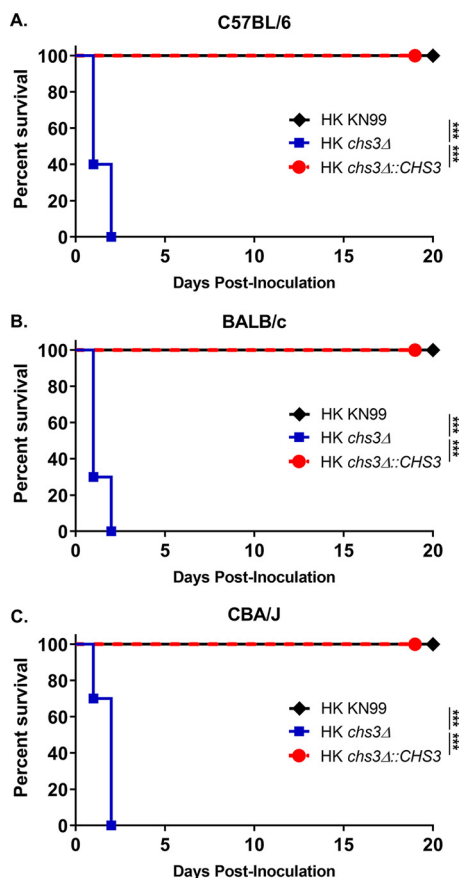 A.
C57BL/6
Percent survival
100
80
60
40
20
0
HK KN99
HK chs3Δ
HK chs3Δ::CHS3
***
***
0 5 10 15 20
Days Post-Inoculation
B.
BALB/c
Percent survival
100
80
60
40
20
0
HK KN99
HK chs3Δ
HK chs3Δ::CHS3
***
***
0 5 10 15 20
Days Post-Inoculation
C.
CBA/J
Percent survival
100
80
60
40
20
0
HK KN99
HK chs3Δ
HK chs3Δ::CHS3
***
***
0 5 10 15 20
Days Post-Inoculation